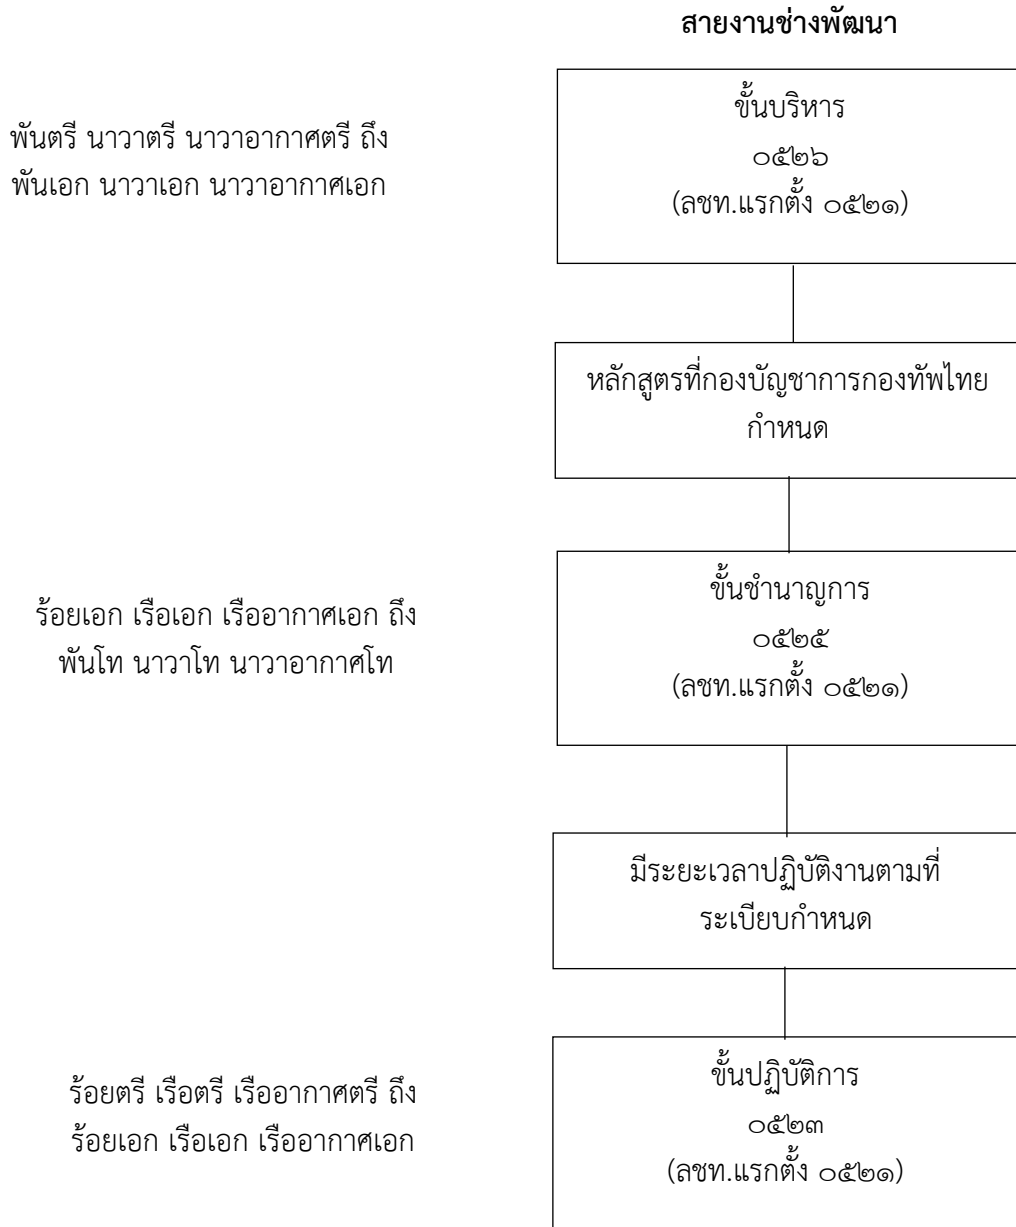 สายงานช่างพัฒนา
พันตรี นาวาตรี นาวาอากาศตรี ถึง
พันเอก นาวาเอก นาวาอากาศเอก
ขั้นบริหาร
๐๕๒๖
(ลชท.แรกตั้ง ๐๕๒๑)
หลักสูตรที่กองบัญชาการกองทัพไทย
กำหนด
ร้อยเอก เรือเอก เรืออากาศเอก ถึง
พันโท นาวาโท นาวาอากาศโท
ขั้นชำนาญการ
๐๕๒๕
(ลชท.แรกตั้ง ๐๕๒๑)
มีระยะเวลาปฏิบัติงานตามที่
ระเบียบกำหนด
ร้อยตรี เรือตรี เรืออากาศตรี ถึง
ร้อยเอก เรือเอก เรืออากาศเอก
ขั้นปฏิบัติการ
๐๕๒๓
(ลชท.แรกตั้ง ๐๕๒๑)